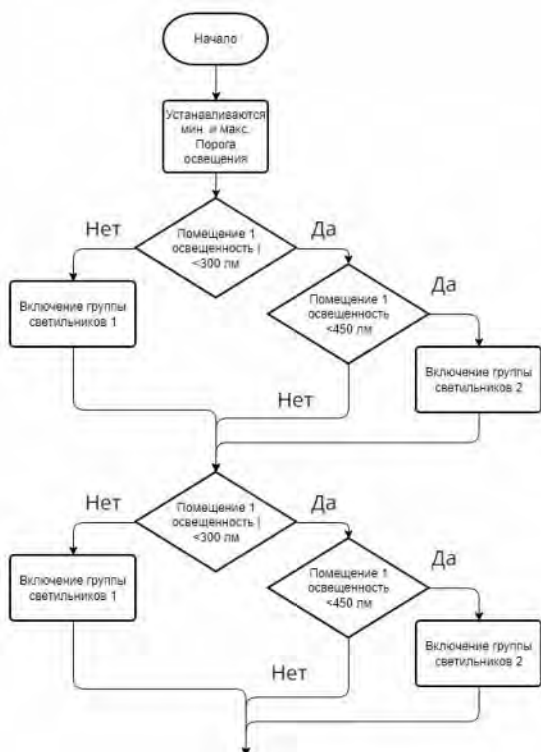 Начало
Устанавливаются
мин. и макс.
Порога
освещения
Нет
Помещение 1
освещенность |
<300 лм
Да
Включение группы
светильников 1
Помещение 1
освещенность
<450 лм
Да
Включение группы
светильников 2
Нет
Нет
Помещение 1
освещенность |
<300 лм
Да
Включение группы
светильников 1
Помещение 1
освещенность
<450 лм
Да
Включение группы
светильников 2
Нет